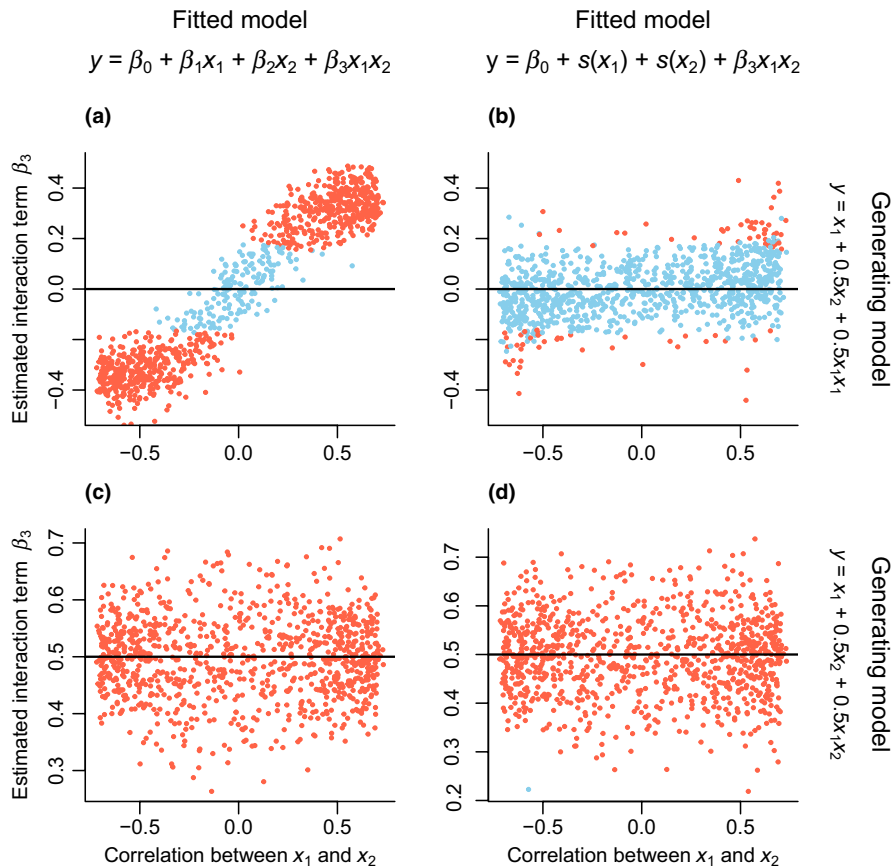 Fitted model
Fitted model
y = β0 + β1x1 + β2x2 + β3x1x2
y = β0 + s(x1) + s(x2) + β3x1x2
(a)
(b)
Estimated interaction term β3
0.4
0.2
0.0
−0.4
−0.5
0.0
0.5
0.4
0.2
0.0
−0.4
−0.5
0.0
0.5
Generating model
y = x1 + 0.5x2 + 0.5x1x1
(c)
(d)
Estimated interaction term β3
0.7
0.6
0.5
0.4
0.3
−0.5
0.0
0.5
Correlation between x1 and x2
0.7
0.6
0.5
0.4
0.3
0.2
−0.5
0.0
0.5
Correlation between x1 and x2
Generating model
y = x1 + 0.5x2 + 0.5x1x2